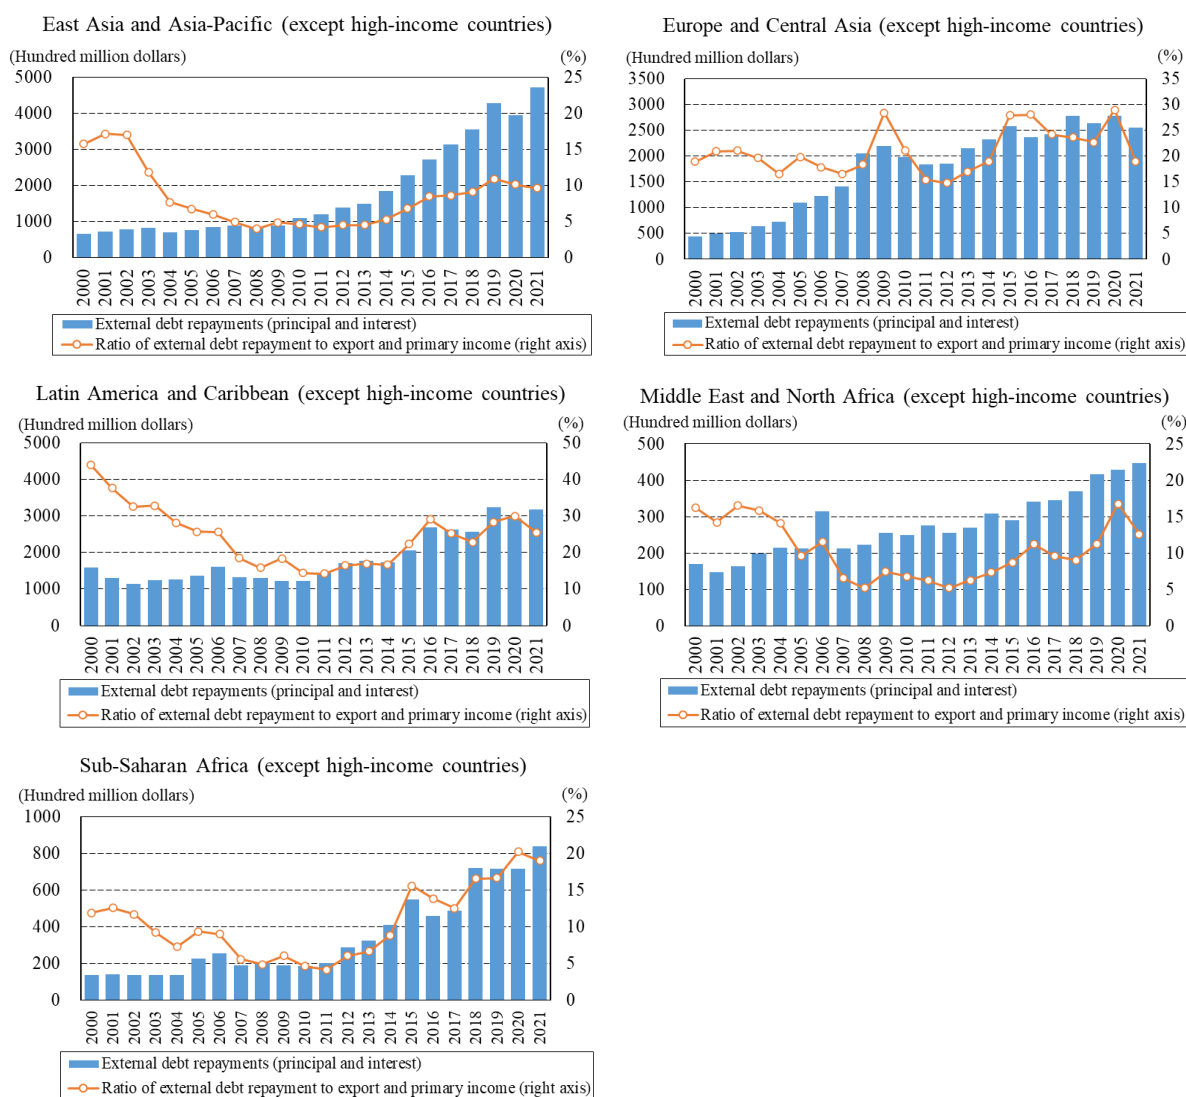 East Asia and Asia-Pacific (except high-income countries)
(Hundred million dollars)
(%)
5000
4000
3000
2000
1000
0
25
20
15
10
5
0
2000 2001 2002 2003 2004 2005 2006 2007 2008 2009 2010 2011 2012 2013 2014 2015 2016 2017 2018 2019 2020 2021
External debt repayments (principal and interest)
Ratio of external debt repayment to export and primary income (right axis)
Europe and Central Asia (except high-income countries)
(Hundred million dollars)
(%)
3500
3000
2500
2000
1500
1000
500
0
35
30
25
20
15
10
5
0
2000 2001 2002 2003 2004 2005 2006 2007 2008 2009 2010 2011 2012 2013 2014 2015 2016 2017 2018 2019 2020 2021
External debt repayments (principal and interest)
Ratio of external debt repayment to export and primary income (right axis)
Latin America and Caribbean (except high-income countries)
(Hundred million dollars)
(%)
5000
4000
3000
2000
1000
0
50
40
30
20
10
0
2000 2001 2002 2003 2004 2005 2006 2007 2008 2009 2010 2011 2012 2013 2014 2015 2016 2017 2018 2019 2020 2021
External debt repayments (principal and interest)
Ratio of external debt repayment to export and primary income (right axis)
Middle East and North Africa (except high-income countries)
(Hundred million dollars)
(%)
500
400
300
200
100
0
25
20
15
10
5
0
2000 2001 2002 2003 2004 2005 2006 2007 2008 2009 2010 2011 2012 2013 2014 2015 2016 2017 2018 2019 2020 2021
External debt repayments (principal and interest)
Ratio of external debt repayment to export and primary income (right axis)
Sub-Saharan Africa (except high-income countries)
(Hundred million dollars)
(%)
1000
800
600
400
200
0
25
20
15
10
5
0
2000 2001 2002 2003 2004 2005 2006 2007 2008 2009 2010 2011 2012 2013 2014 2015 2016 2017 2018 2019 2020 2021
External debt repayments (principal and interest)
Ratio of external debt repayment to export and primary income (right axis)